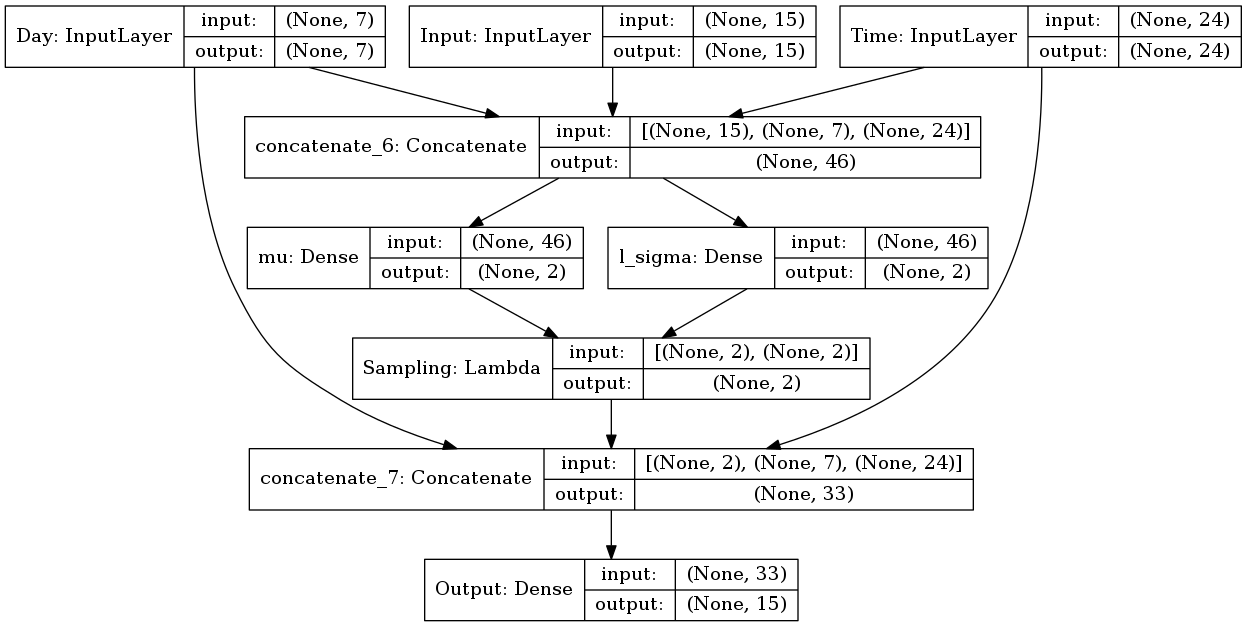 Day: InputLayer
input:
(None, 7)
output:
(None, 7)
Input: InputLayer
input:
(None, 15)
output:
(None, 15)
Time: InputLayer
input:
(None, 24)
output:
(None, 24)
concatenate_6: Concatenate
input:
[(None, 15), (None, 7), (None, 24)]
output:
(None, 46)
mu: Dense
input:
(None, 46)
output:
(None, 2)
l_sigma: Dense
input:
(None, 46)
output:
(None, 2)
Sampling: Lambda
input:
[(None, 2), (None, 2)]
output:
(None, 2)
concatenate_7: Concatenate
input:
[(None, 2), (None, 7), (None, 24)]
output:
(None, 33)
Output: Dense
input:
(None, 33)
output:
(None, 15)